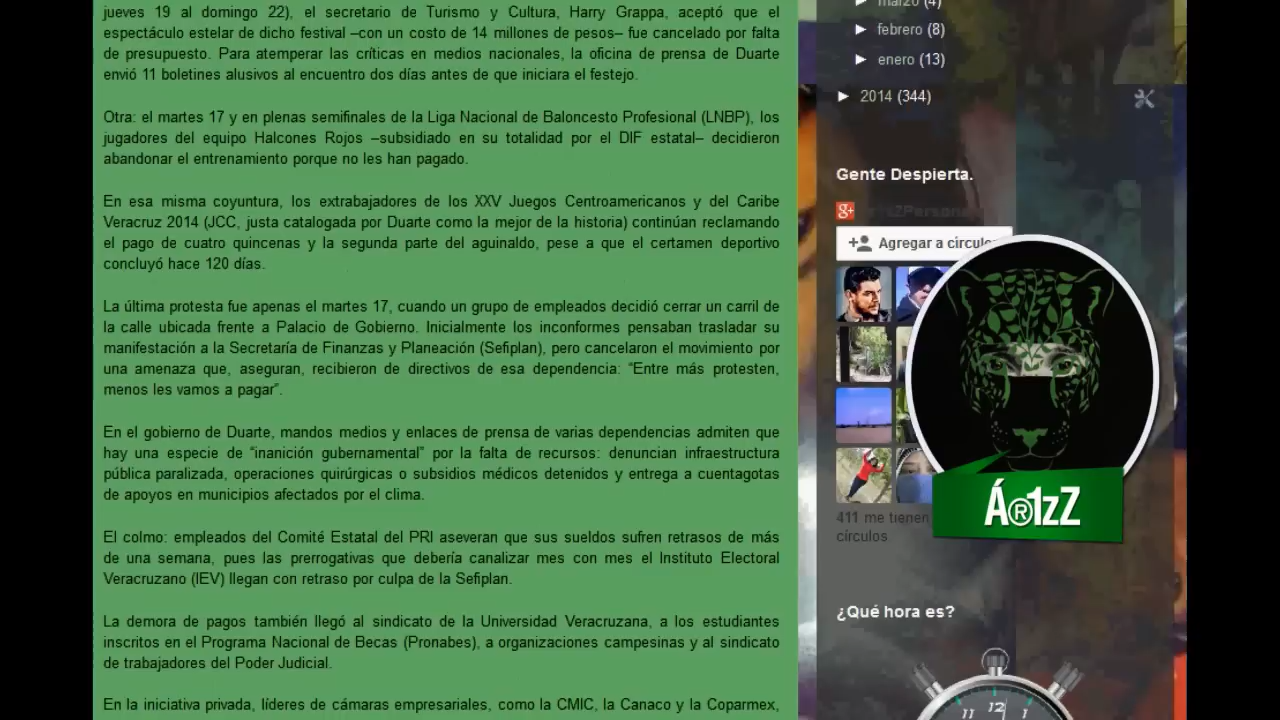 jueves 19 al domingo 22), el secretario de Turismo y Cultura, Harry Grappa, aceptó que el
espectáculo estelar de dicho festival –con un costo de 14 millones de pesos– fue cancelado por falta
de presupuesto. Para atemperar las críticas en medios nacionales, la oficina de prensa de Duarte
envió 11 boletines alusivos al encuentro dos días antes de que iniciara el festejo.
Otra: el martes 17 y en plenas semifinales de la Liga Nacional de Baloncesto Profesional (LNBP), los
jugadores del equipo Halcones Rojos –subsidiado en su totalidad por el DIF estatal– decidieron
abandonar el entrenamiento porque no les han pagado.
En esa misma coyuntura, los extrabajadores de los XXV Juegos Centroamericanos y del Caribe
Veracruz 2014 (JCC, justa catalogada por Duarte como la mejor de la historia) continúan reclamando
el pago de cuatro quincenas y la segunda parte del aguinaldo, pese a que el certamen deportivo
concluyó hace 120 días.
La última protesta fue apenas el martes 17, cuando un grupo de empleados decidió cerrar un carril de
la calle ubicada frente a Palacio de Gobierno. Inicialmente los inconformes pensaban trasladar su
manifestación a la Secretaría de Finanzas y Planeación (Sefiplan), pero cancelaron el movimiento por
una amenaza que, aseguran, recibieron de directivos de esa dependencia: “Entre más protesten,
menos les vamos a pagar”.
En el gobierno de Duarte, mandos medios y enlaces de prensa de varias dependencias admiten que
hay una especie de “inanición gubernamental” por la falta de recursos: denuncian infraestructura
pública paralizada, operaciones quirúrgicas o subsidios médicos detenidos y entrega a cuentagotas
de apoyos en municipios afectados por el clima.
El colmo: empleados del Comité Estatal del PRI aseveran que sus sueldos sufren retrasos de más
de una semana, pues las prerrogativas que debería canalizar mes con mes el Instituto Electoral
Veracruzano (IEV) llegan con retraso por culpa de la Sefiplan.
La demora de pagos también llegó al sindicato de la Universidad Veracruzana, a los estudiantes
inscritos en el Programa Nacional de Becas (Pronabes), a organizaciones campesinas y al sindicato
de trabajadores del Poder Judicial.
En la iniciativa privada, líderes de cámaras empresariales, como la CMIC, la Canaco y la Coparmex,
► (4)
► febrero (8)
► enero (13)
► 2014 (344)
Gente Despierta.
g+
Agregar a
411 me tienen
círculos
Á®1zZ
¿Qué hora es?
11 12 1